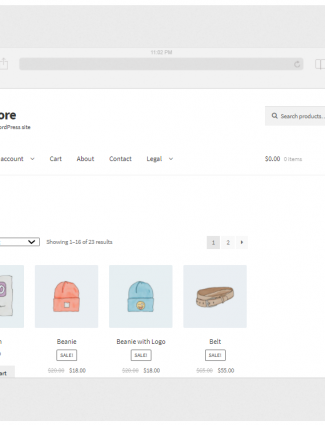 11:02 PM
ore
ordPress site
Search products...
account
Cart
About
Contact
Legal
$0.00 0 items
Showing 1–16 of 23 results
1 2
Beanie
Beanie with Logo
Belt
SALE!
SALE!
SALE!
$20.00 $18.00
$20.00 $18.00
$65.00 $55.00
art